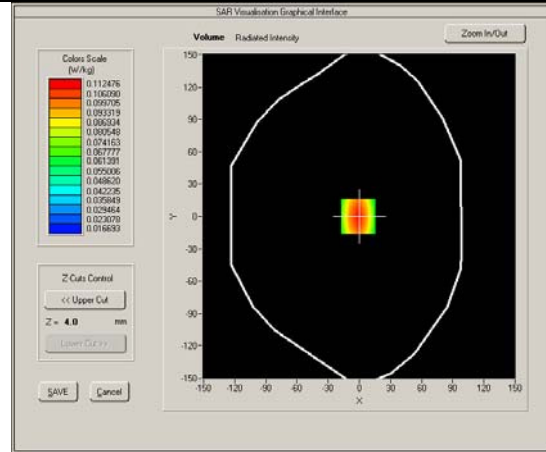 SAR Visualisation Graphical Interface
Volume Radiated Intensity
Zoom In/Out
Colors Scale
(W/kg)
0.112476
0.106090
0.099705
0.093319
0.086934
0.080548
0.074163
0.067777
0.061391
0.055006
0.048620
0.042235
0.035849
0.029464
0.023078
0.016693
Z Cuts Control
<< Upper Cut
Z = 4.0 mm
Lower Cut >>
SAVE
Cancel
150
120
90
60
30
0
-30
-60
-90
-120
-150
Y
-150 -120 -90 -60 -30 0 30 60 90 120 150
X